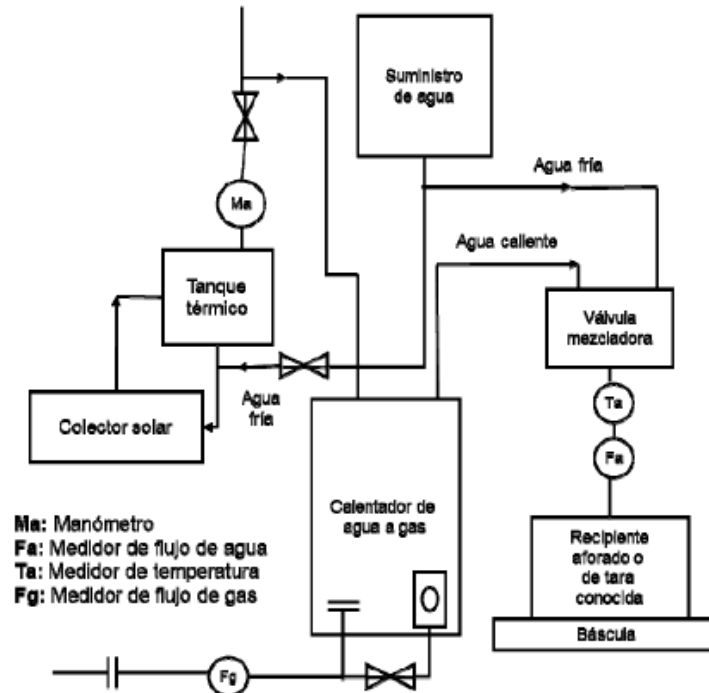 Suministro
de agua
Agua fría
Ma
Agua caliente
Tanque
térmico
Válvula
mezcladora
Agua
fría
Ta
Colector solar
Fa
Calentador de
agua a gas
Ma: Manómetro
Fa: Medidor de flujo de agua
Ta: Medidor de temperatura
Fg: Medidor de flujo de gas
Recipiente
aforado o
de tara
conocida
Báscula
Fg